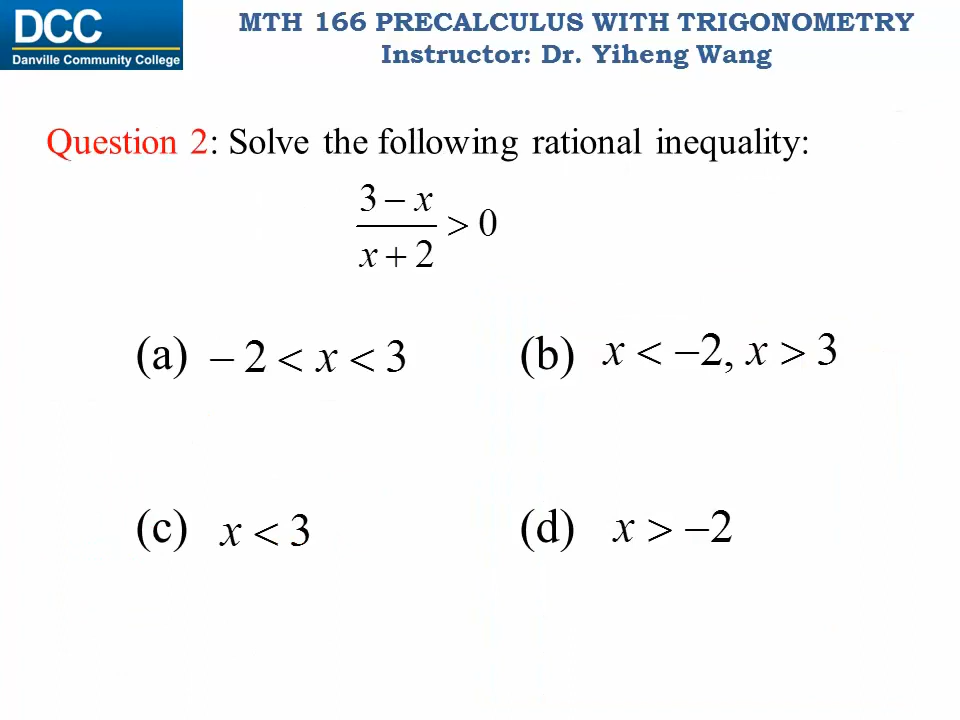 DCC
Danville Community College
MTH 166 PRECALCULUS WITH TRIGONOMETRY
Instructor: Dr. Yiheng Wang
Question 2: Solve the following rational inequality:
3 − x
x + 2
> 0
(a) − 2 < x < 3
(b) x < −2, x > 3
(c) x < 3
(d) x > −2